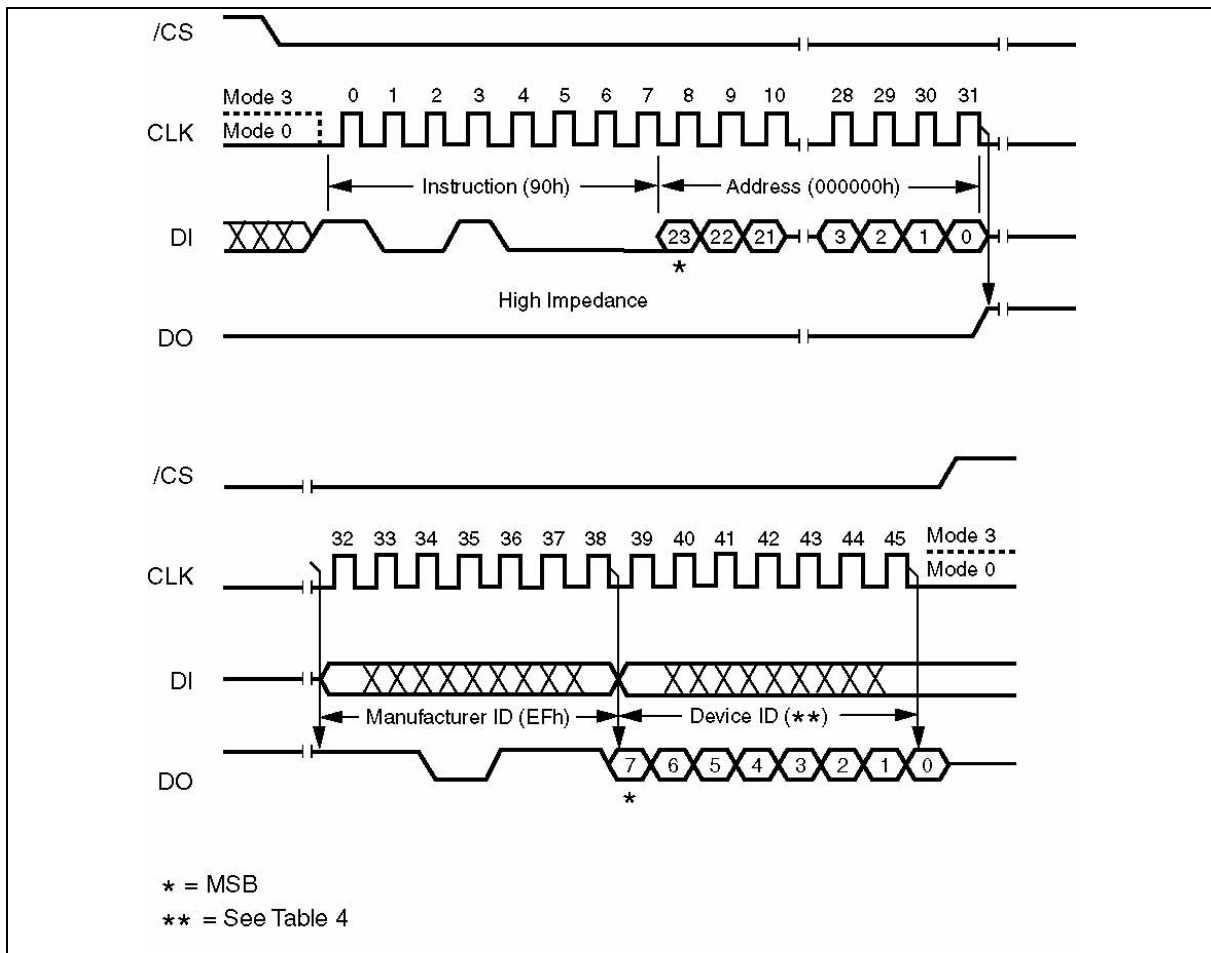 /CS
Mode 3 0 1 2 3 4 5 6 7 8 9 10 28 29 30 31
CLK Mode 0
Instruction (90h) Address (000000h)
DI 23 22 21 3 2 1 0
*
High Impedance
DO
/CS
32 33 34 35 36 37 38 39 40 41 42 43 44 45 Mode 3
CLK Mode 0
DI
Manufacturer ID (EFh) Device ID (**)
DO 7 6 5 4 3 2 1 0
*
* = MSB
** = See Table 4